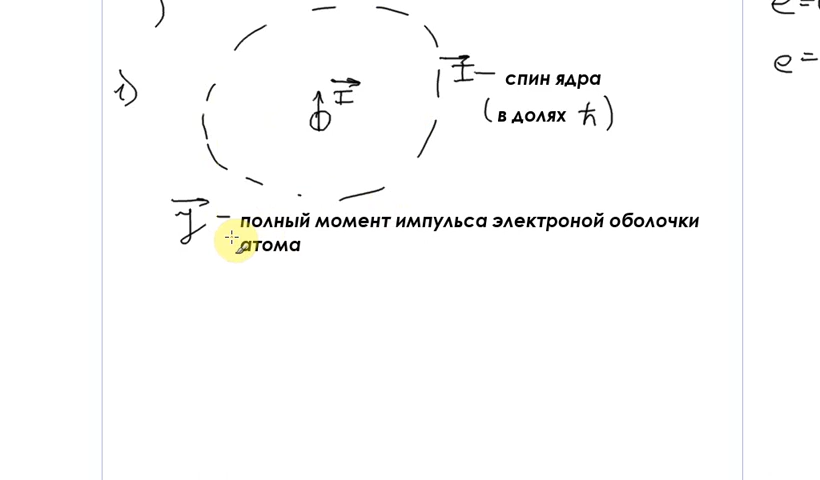 )
e=
1)
I
I — спин ядра
e=
(в долях ħ)
J — полный момент импульса электроной оболочки
атома